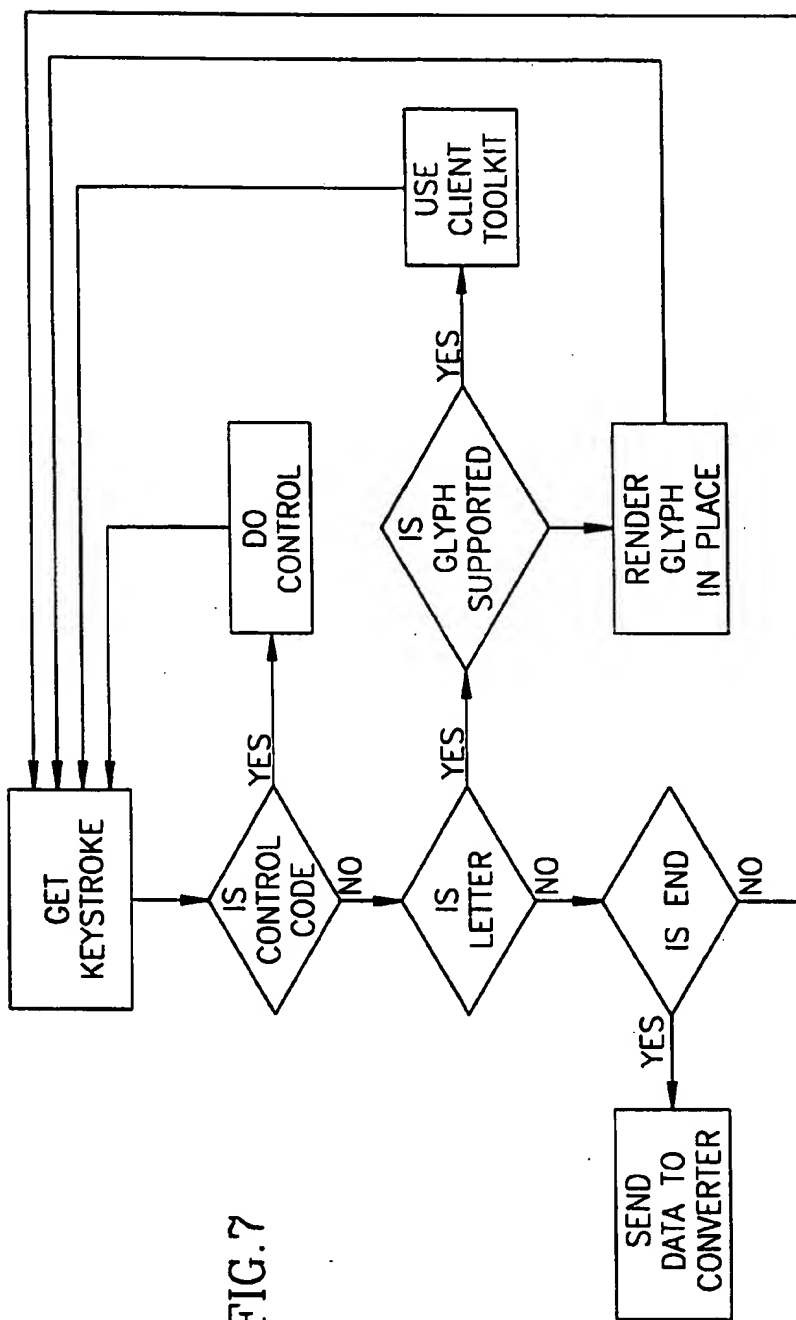 GET
KEYSTROKE
IS
CONTROL
CODE
YES
DO
CONTROL
NO
IS
LETTER
YES
IS
GLYPH
SUPPORTED
YES
USE
CLIENT
TOOLKIT
RENDER
GLYPH
IN PLACE
NO
IS END
YES
NO
SEND
DATA TO
CONVERTER
FIG.7